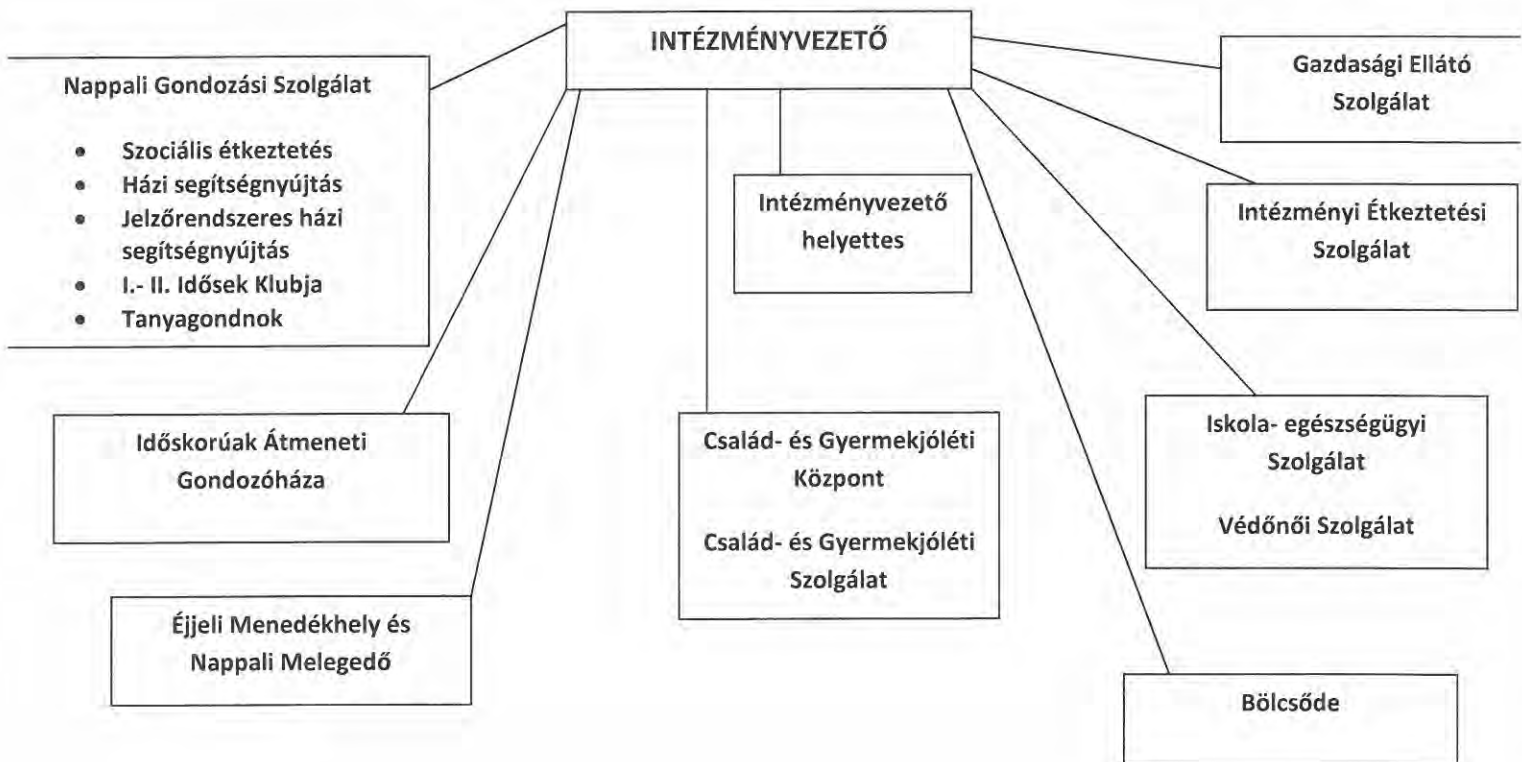 INTÉZMÉNYVEZETŐ
Nappali Gondozási Szolgálat
• Szociális étkeztetés
• Házi segítségnyújtás
• Jelzőrendszeres házi
segítségnyújtás
• I.- II. Idősek Klubja
• Tanyagondnok
Gazdasági Ellátó
Szolgálat
Intézményvezető
helyettes
Intézményi Étkeztetési
Szolgálat
Időskorúak Átmeneti
Gondozóháza
Család- és Gyermekjóléti
Központ
Család- és Gyermekjóléti
Szolgálat
Iskola- egészségügyi
Szolgálat
Védőnői Szolgálat
Éjjeli Menedékhely és
Nappali Melegedő
Bölcsőde